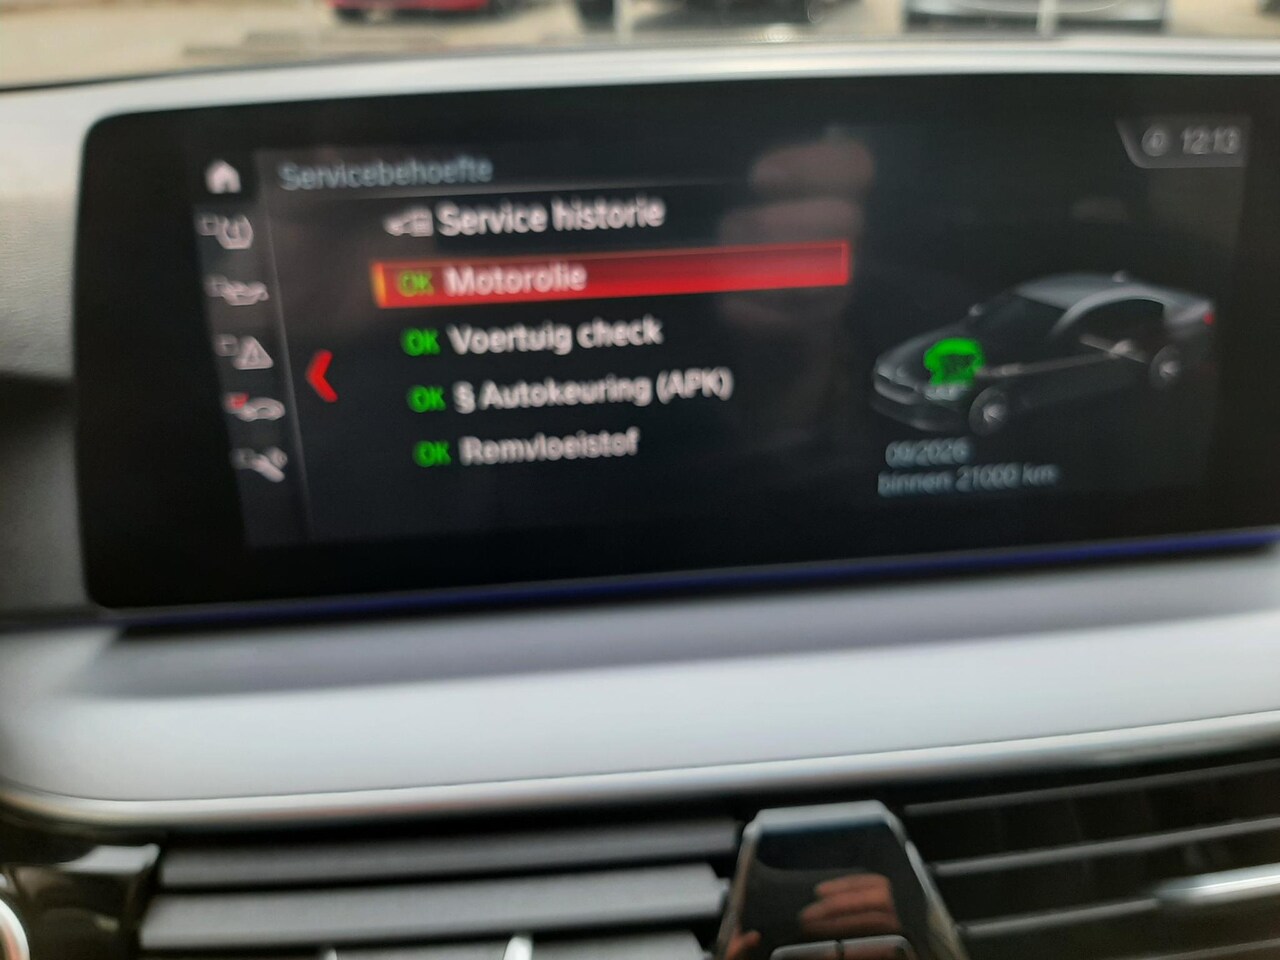 12:13
Servicebehoefte
Service historie
OK Motorolie
OK Voertuig check
OK § Autokeuring (APK)
OK Remvloeistof
09/2026
binnen 21000 km